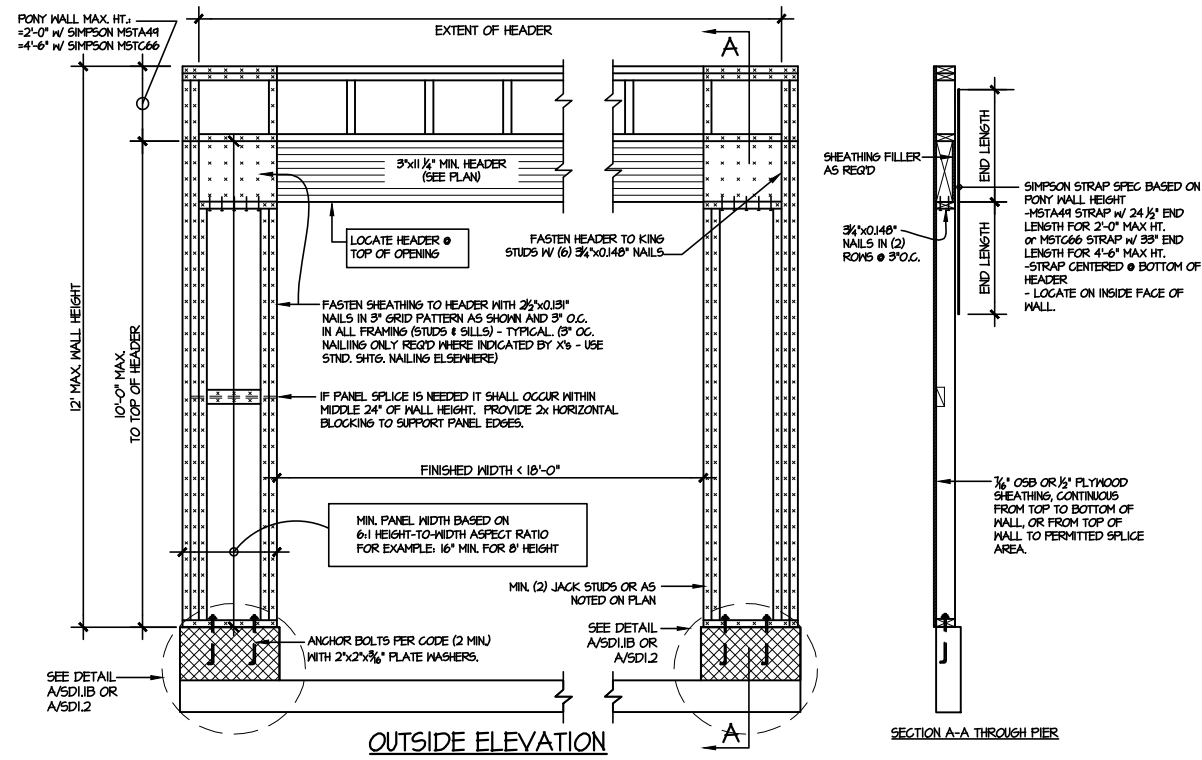 PONY WALL MAX. HT.:
=2'-0" W/ SIMPSON MSTA49
=4'-6" W/ SIMPSON MSTC66
EXTENT OF HEADER
A
3"x11 1/4" MIN. HEADER
(SEE PLAN)
LOCATE HEADER @
TOP OF OPENING
FASTEN HEADER TO KING
STUDS W/ (6) 3¼"x0.148" NAILS
FASTEN SHEATHING TO HEADER WITH 2½"x0.131"
NAILS IN 3" GRID PATTERN AS SHOWN AND 3" O.C.
IN ALL FRAMING (STUDS & SILLS) - TYPICAL. (3" OC.
NAILING ONLY REQ'D WHERE INDICATED BY X's - USE
STND. SHTG. NAILING ELSEWHERE)
12' MAX. WALL HEIGHT
10'-0" MAX.
TO TOP OF HEADER
IF PANEL SPLICE IS NEEDED IT SHALL OCCUR WITHIN
MIDDLE 24" OF WALL HEIGHT. PROVIDE 2x HORIZONTAL
BLOCKING TO SUPPORT PANEL EDGES.
FINISHED WIDTH < 18'-0"
MIN. PANEL WIDTH BASED ON
6:1 HEIGHT-TO-WIDTH ASPECT RATIO
FOR EXAMPLE: 16" MIN. FOR 8' HEIGHT
MIN. (2) JACK STUDS OR AS
NOTED ON PLAN
SEE DETAIL
A/SD1.1B OR
A/SD1.2
ANCHOR BOLTS PER CODE (2 MIN.)
WITH 2"x2"x3/16" PLATE WASHERS.
SEE DETAIL
A/SD1.1B OR
A/SD1.2
A
OUTSIDE ELEVATION
SHEATHING FILLER
AS REQ'D
3¼"x0.148"
NAILS IN (2)
ROWS @ 3"O.C.
END LENGTH
END LENGTH
SIMPSON STRAP SPEC BASED ON
PONY WALL HEIGHT
-MSTA49 STRAP W/ 24 ½" END
LENGTH FOR 2'-0" MAX HT.
or MSTC66 STRAP W/ 33" END
LENGTH FOR 4'-6" MAX HT.
-STRAP CENTERED @ BOTTOM OF
HEADER
- LOCATE ON INSIDE FACE OF
WALL.
7/16" OSB OR ½" PLYWOOD
SHEATHING, CONTINUOUS
FROM TOP TO BOTTOM OF
WALL, OR FROM TOP OF
WALL TO PERMITTED SPLICE
AREA.
SECTION A-A THROUGH PIER